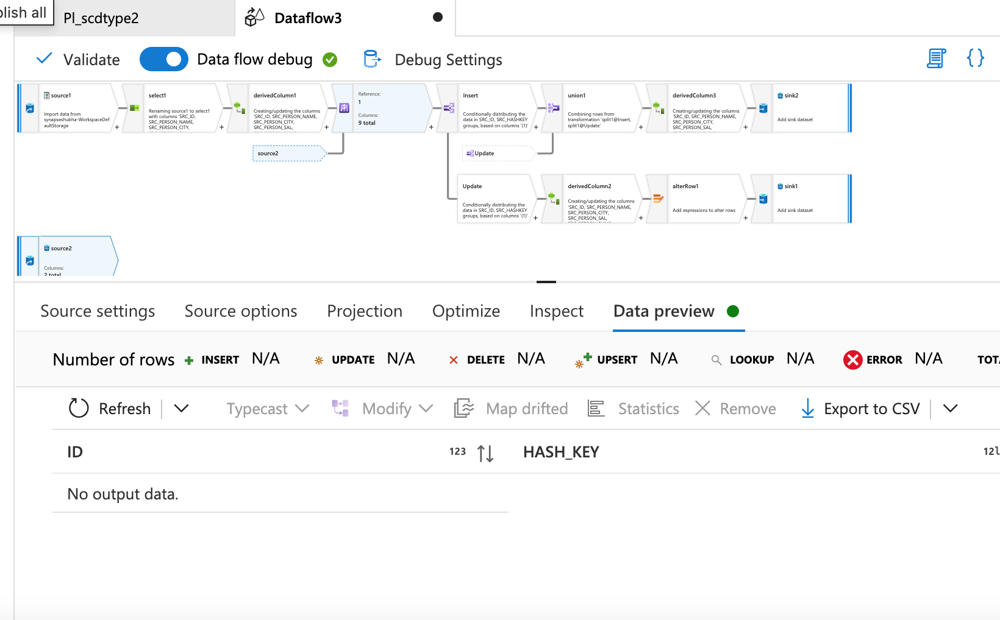 lish all
Pl_scdtype2
Dataflow3
Validate
Data flow debug
Debug Settings
source1
Import data from
synapseshubha-WorkspaceDef
aultStorage
+
select1
Renaming source1 to select1
with columns 'SRC_ID,
SRC_PERSON_NAME,
SRC_PERSON_CITY,
+
derivedColumn1
Creating/updating the columns
'SRC_ID, SRC_PERSON_NAME,
SRC_PERSON_CITY,
SRC_PERSON_SAL,
+
Reference:
1
Columns:
9 total
+
Insert
Conditionally distributing the
data in SRC_ID, SRC_HASHKEY
groups, based on columns '{1}'
+
union1
Combining rows from
transformation 'split1@Insert,
split1@Update'
+
derivedColumn3
Creating/updating the columns
'SRC_ID, SRC_PERSON_NAME,
SRC_PERSON_CITY,
SRC_PERSON_SAL,
+
sink2
Add sink dataset
source2
Update
Update
Conditionally distributing the
data in SRC_ID, SRC_HASHKEY
groups, based on columns '{1}'
+
derivedColumn2
Creating/updating the columns
'SRC_ID, SRC_PERSON_NAME,
SRC_PERSON_CITY,
SRC_PERSON_SAL,
+
alterRow1
Add expressions to alter rows
+
sink1
Add sink dataset
source2
Columns:
2 total
Source settings
Source options
Projection
Optimize
Inspect
Data preview
Number of rows + INSERT N/A UPDATE N/A DELETE N/A UPSERT N/A LOOKUP N/A ERROR N/A TOTA
Refresh
Typecast
Modify
Map drifted
Statistics
Remove
Export to CSV
ID 123 HASH_KEY 12l
No output data.